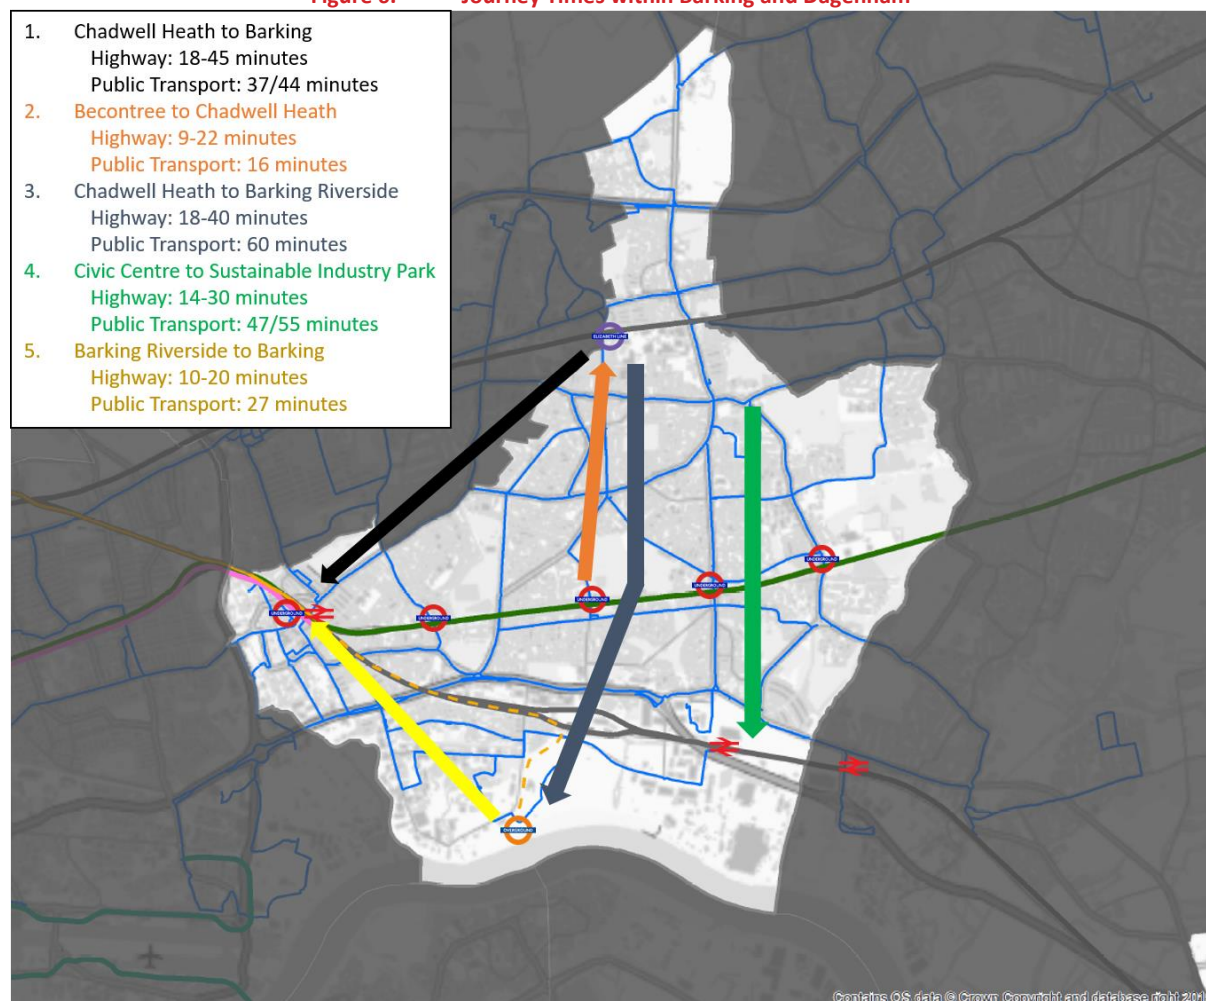 Figure 6. Journey Times within Barking and Dagenham
1. Chadwell Heath to Barking
Highway: 18-45 minutes
Public Transport: 37/44 minutes
2. Becontree to Chadwell Heath
Highway: 9-22 minutes
Public Transport: 16 minutes
3. Chadwell Heath to Barking Riverside
Highway: 18-40 minutes
Public Transport: 60 minutes
4. Civic Centre to Sustainable Industry Park
Highway: 14-30 minutes
Public Transport: 47/55 minutes
5. Barking Riverside to Barking
Highway: 10-20 minutes
Public Transport: 27 minutes
ELIZABETH LINE
UNDERGROUND
UNDERGROUND
UNDERGROUND
UNDERGROUND
UNDERGROUND
OVERGROUND
Contains OS data © Crown Copyright and database right 201